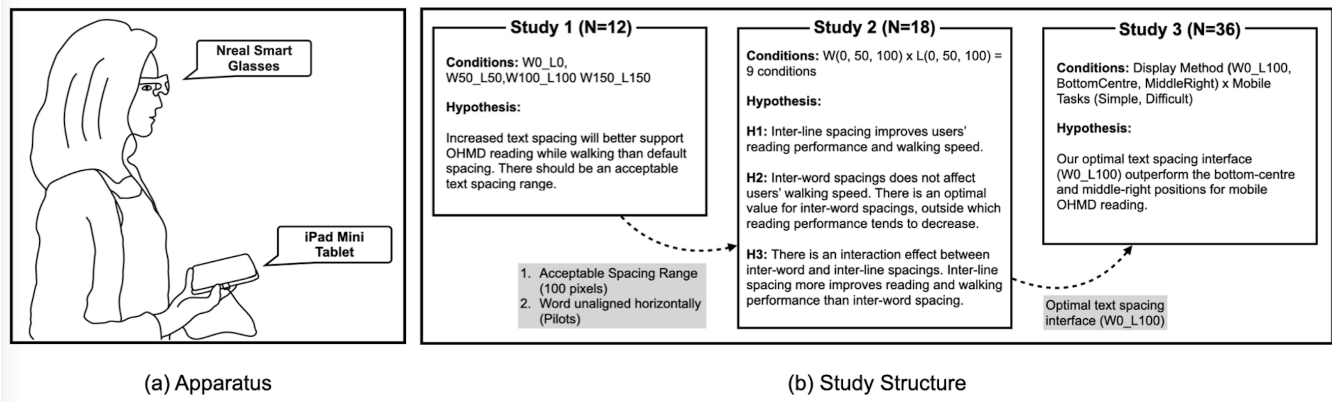 Nreal Smart
Glasses
iPad Mini
Tablet
(a) Apparatus
Study 1 (N=12)
Conditions: W0_L0,
W50_L50,W100_L100 W150_L150
Hypothesis:
Increased text spacing will better support
OHMD reading while walking than default
spacing. There should be an acceptable
text spacing range.
1. Acceptable Spacing Range
(100 pixels)
2. Word unaligned horizontally
(Pilots)
Study 2 (N=18)
Conditions: W(0, 50, 100) x L(0, 50, 100) =
9 conditions
Hypothesis:
H1: Inter-line spacing improves users'
reading performance and walking speed.
H2: Inter-word spacings does not affect
users' walking speed. There is an optimal
value for inter-word spacings, outside which
reading performance tends to decrease.
H3: There is an interaction effect between
inter-word and inter-line spacings. Inter-line
spacing more improves reading and walking
performance than inter-word spacing.
Study 3 (N=36)
Conditions: Display Method (W0_L100,
BottomCentre, MiddleRight) x Mobile
Tasks (Simple, Difficult)
Hypothesis:
Our optimal text spacing interface
(W0_L100) outperform the bottom-centre
and middle-right positions for mobile
OHMD reading.
Optimal text spacing
interface (W0_L100)
(b) Study Structure